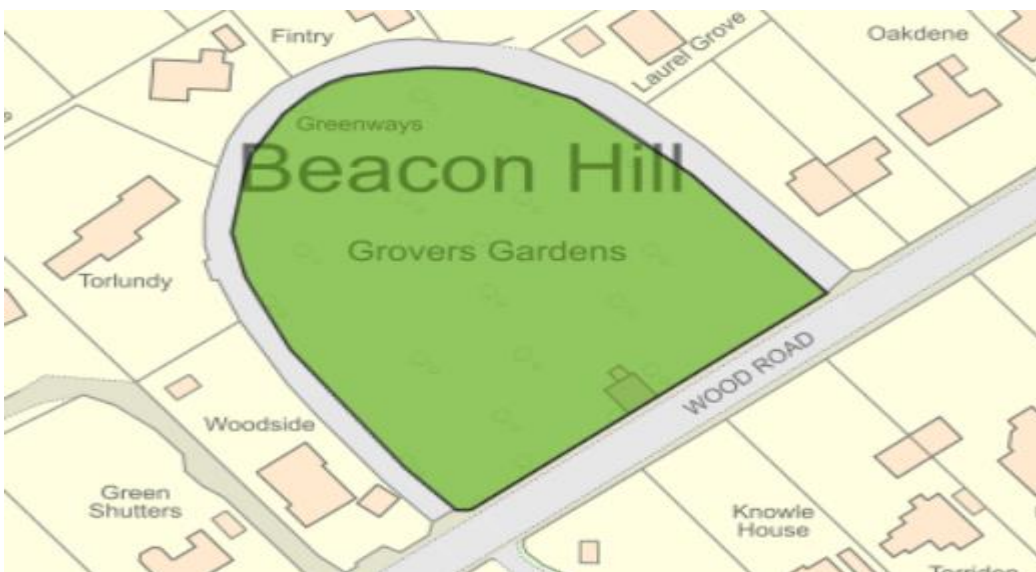 Fintry
Laurel Grove
Oakdene
Greenways
Beacon Hill
Grovers Gardens
Torlundy
WOOD ROAD
Woodside
Green
Shutters
Knowle
House